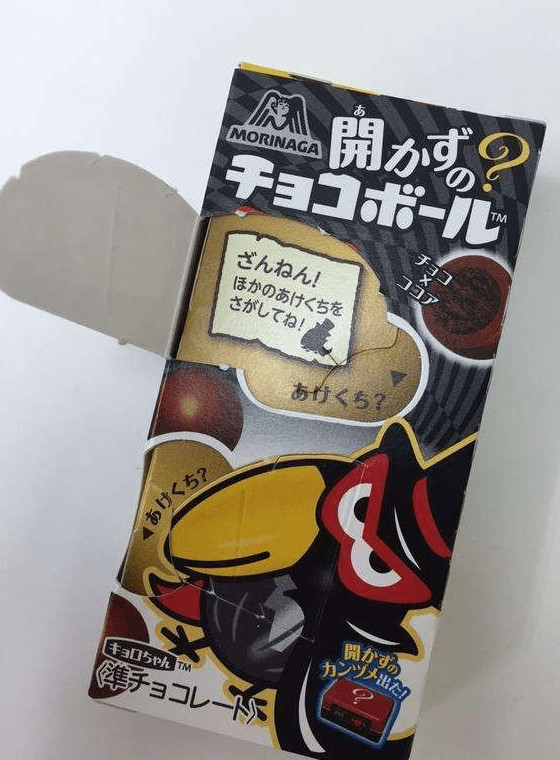 MORINAGA
開かずの?
あ
チョコボール™
チョコ
×
ココア
ざんねん!
ほかのあけくちを
さがしてね!
あけくち?
あけくち?
キョロちゃん™
〈準チョコレート〉
開かずの
カンヅメ出た!
?